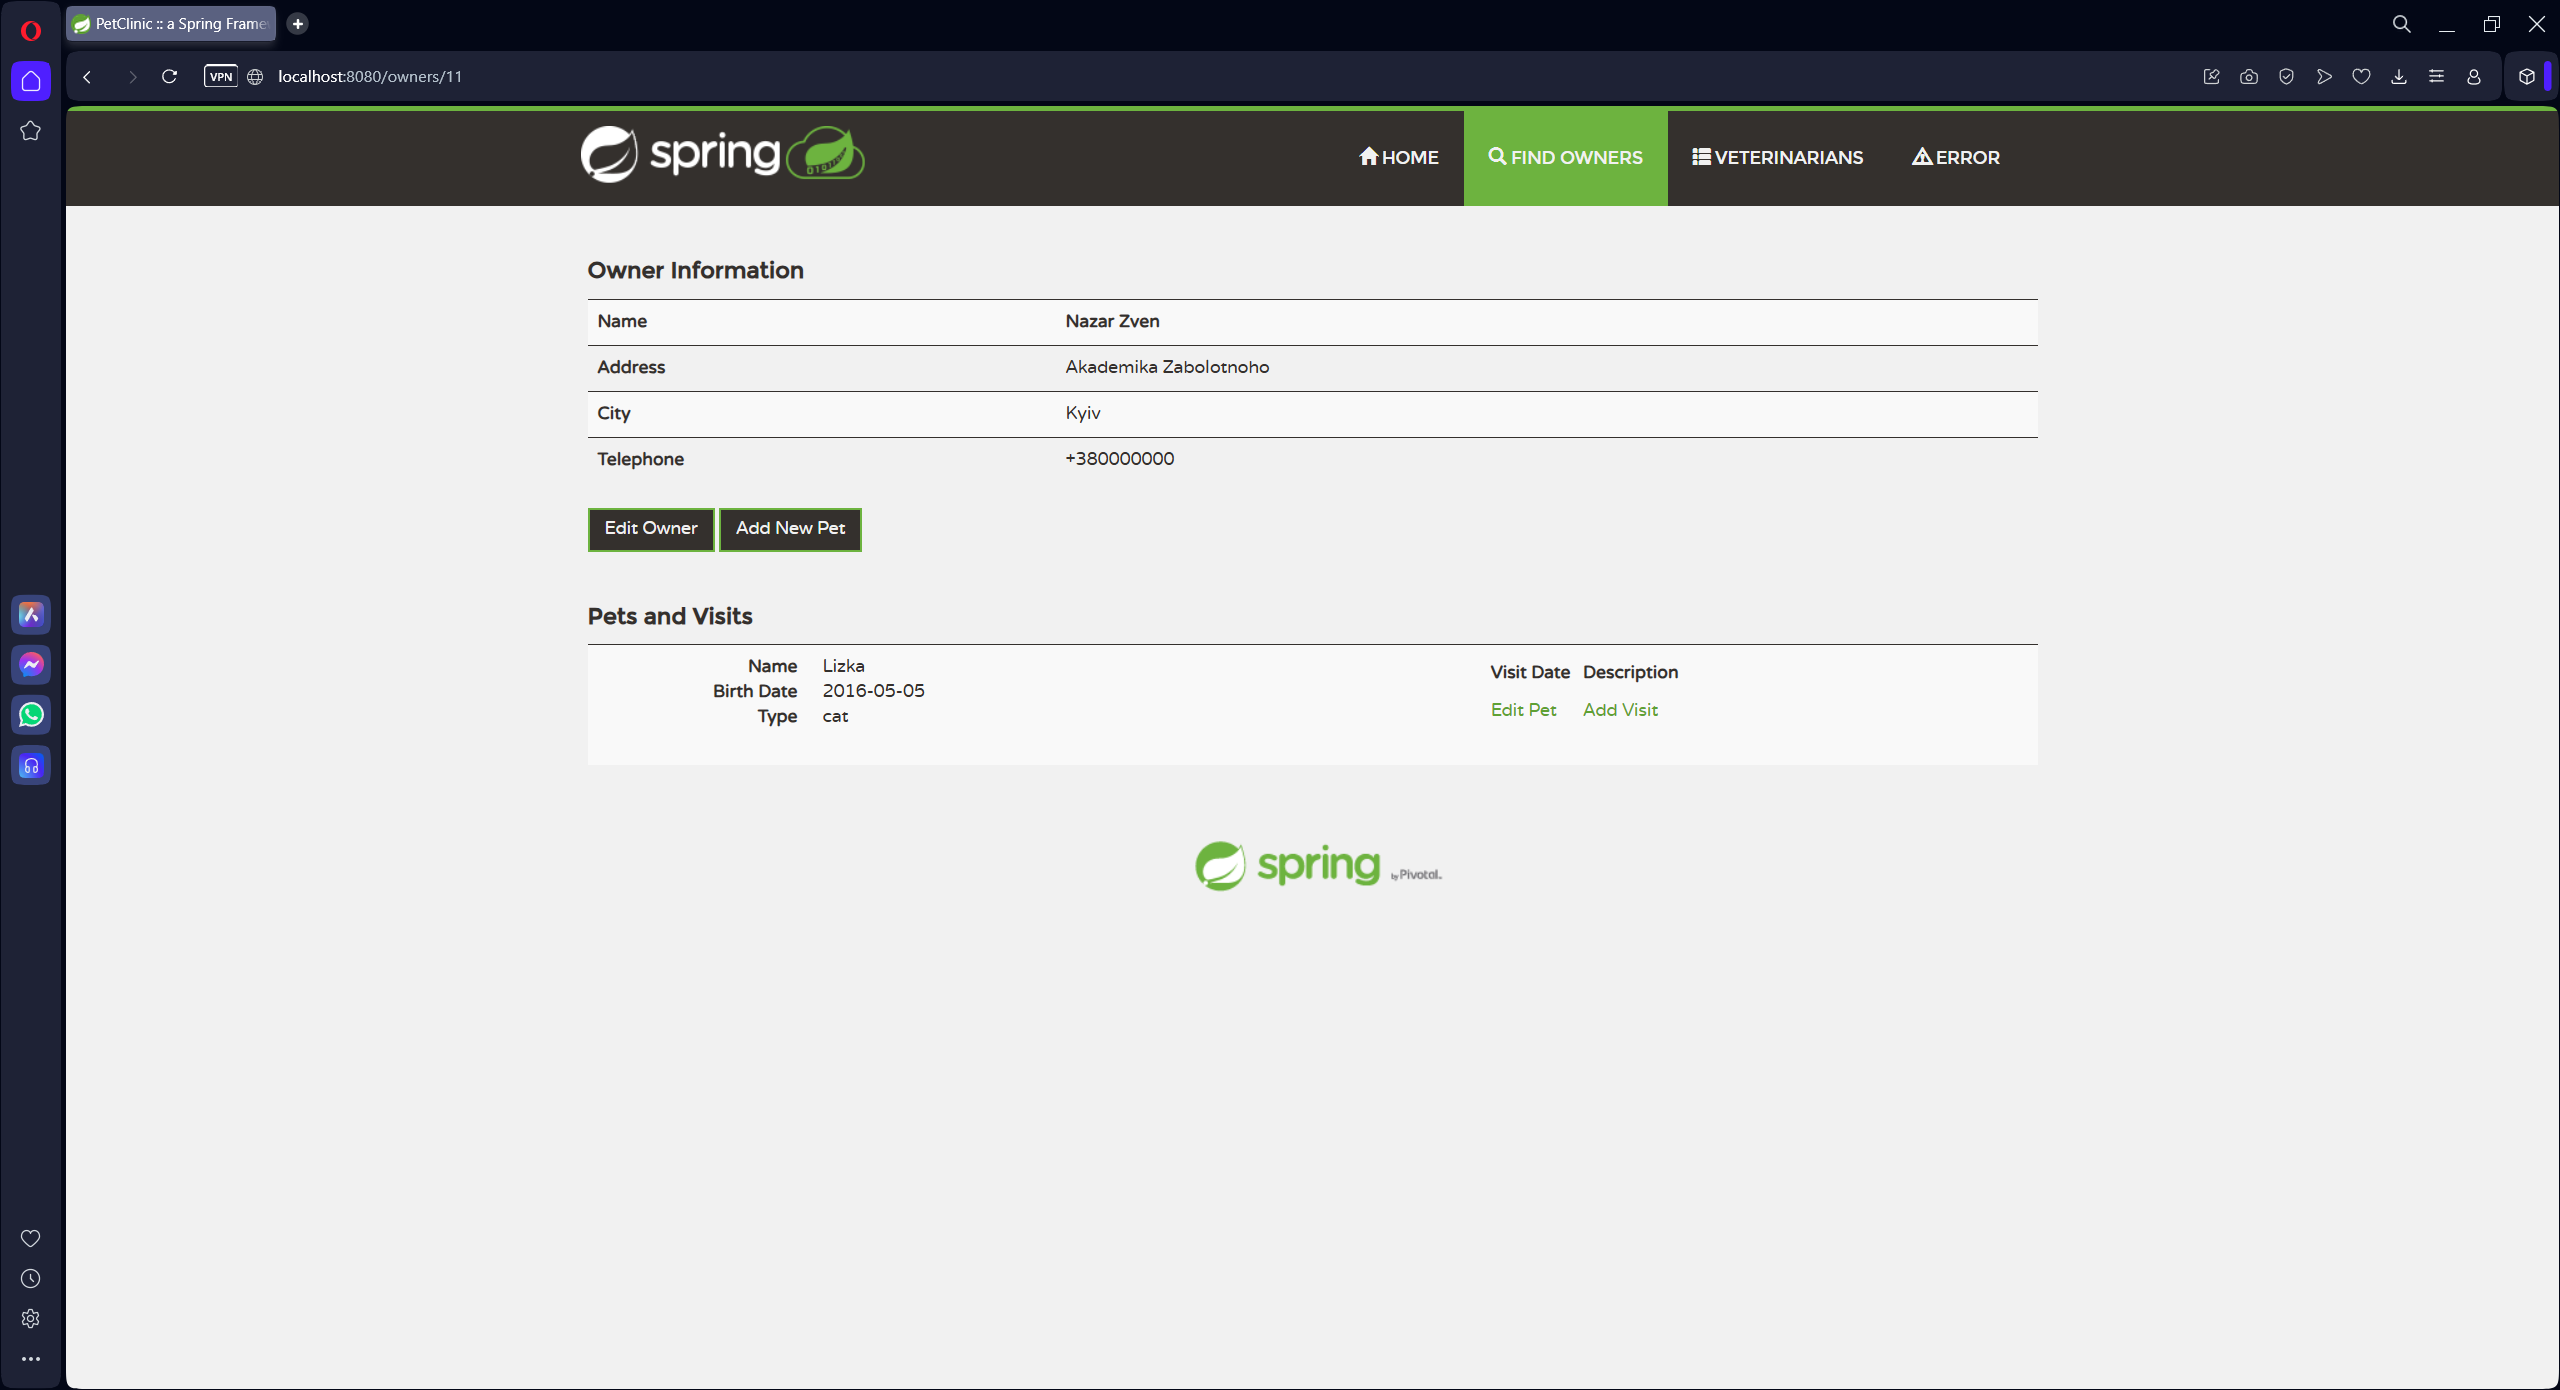 PetClinic :: a Spring Frame
VPN localhost:8080/owners/11
spring
HOME FIND OWNERS VETERINARIANS ERROR
Owner Information
Name Nazar Zven
Address Akademika Zabolotnoho
City Kyiv
Telephone +380000000
Edit Owner Add New Pet
Pets and Visits
Name Lizka
Birth Date 2016-05-05
Type cat
Visit Date Description
Edit Pet Add Visit
spring by Pivotal